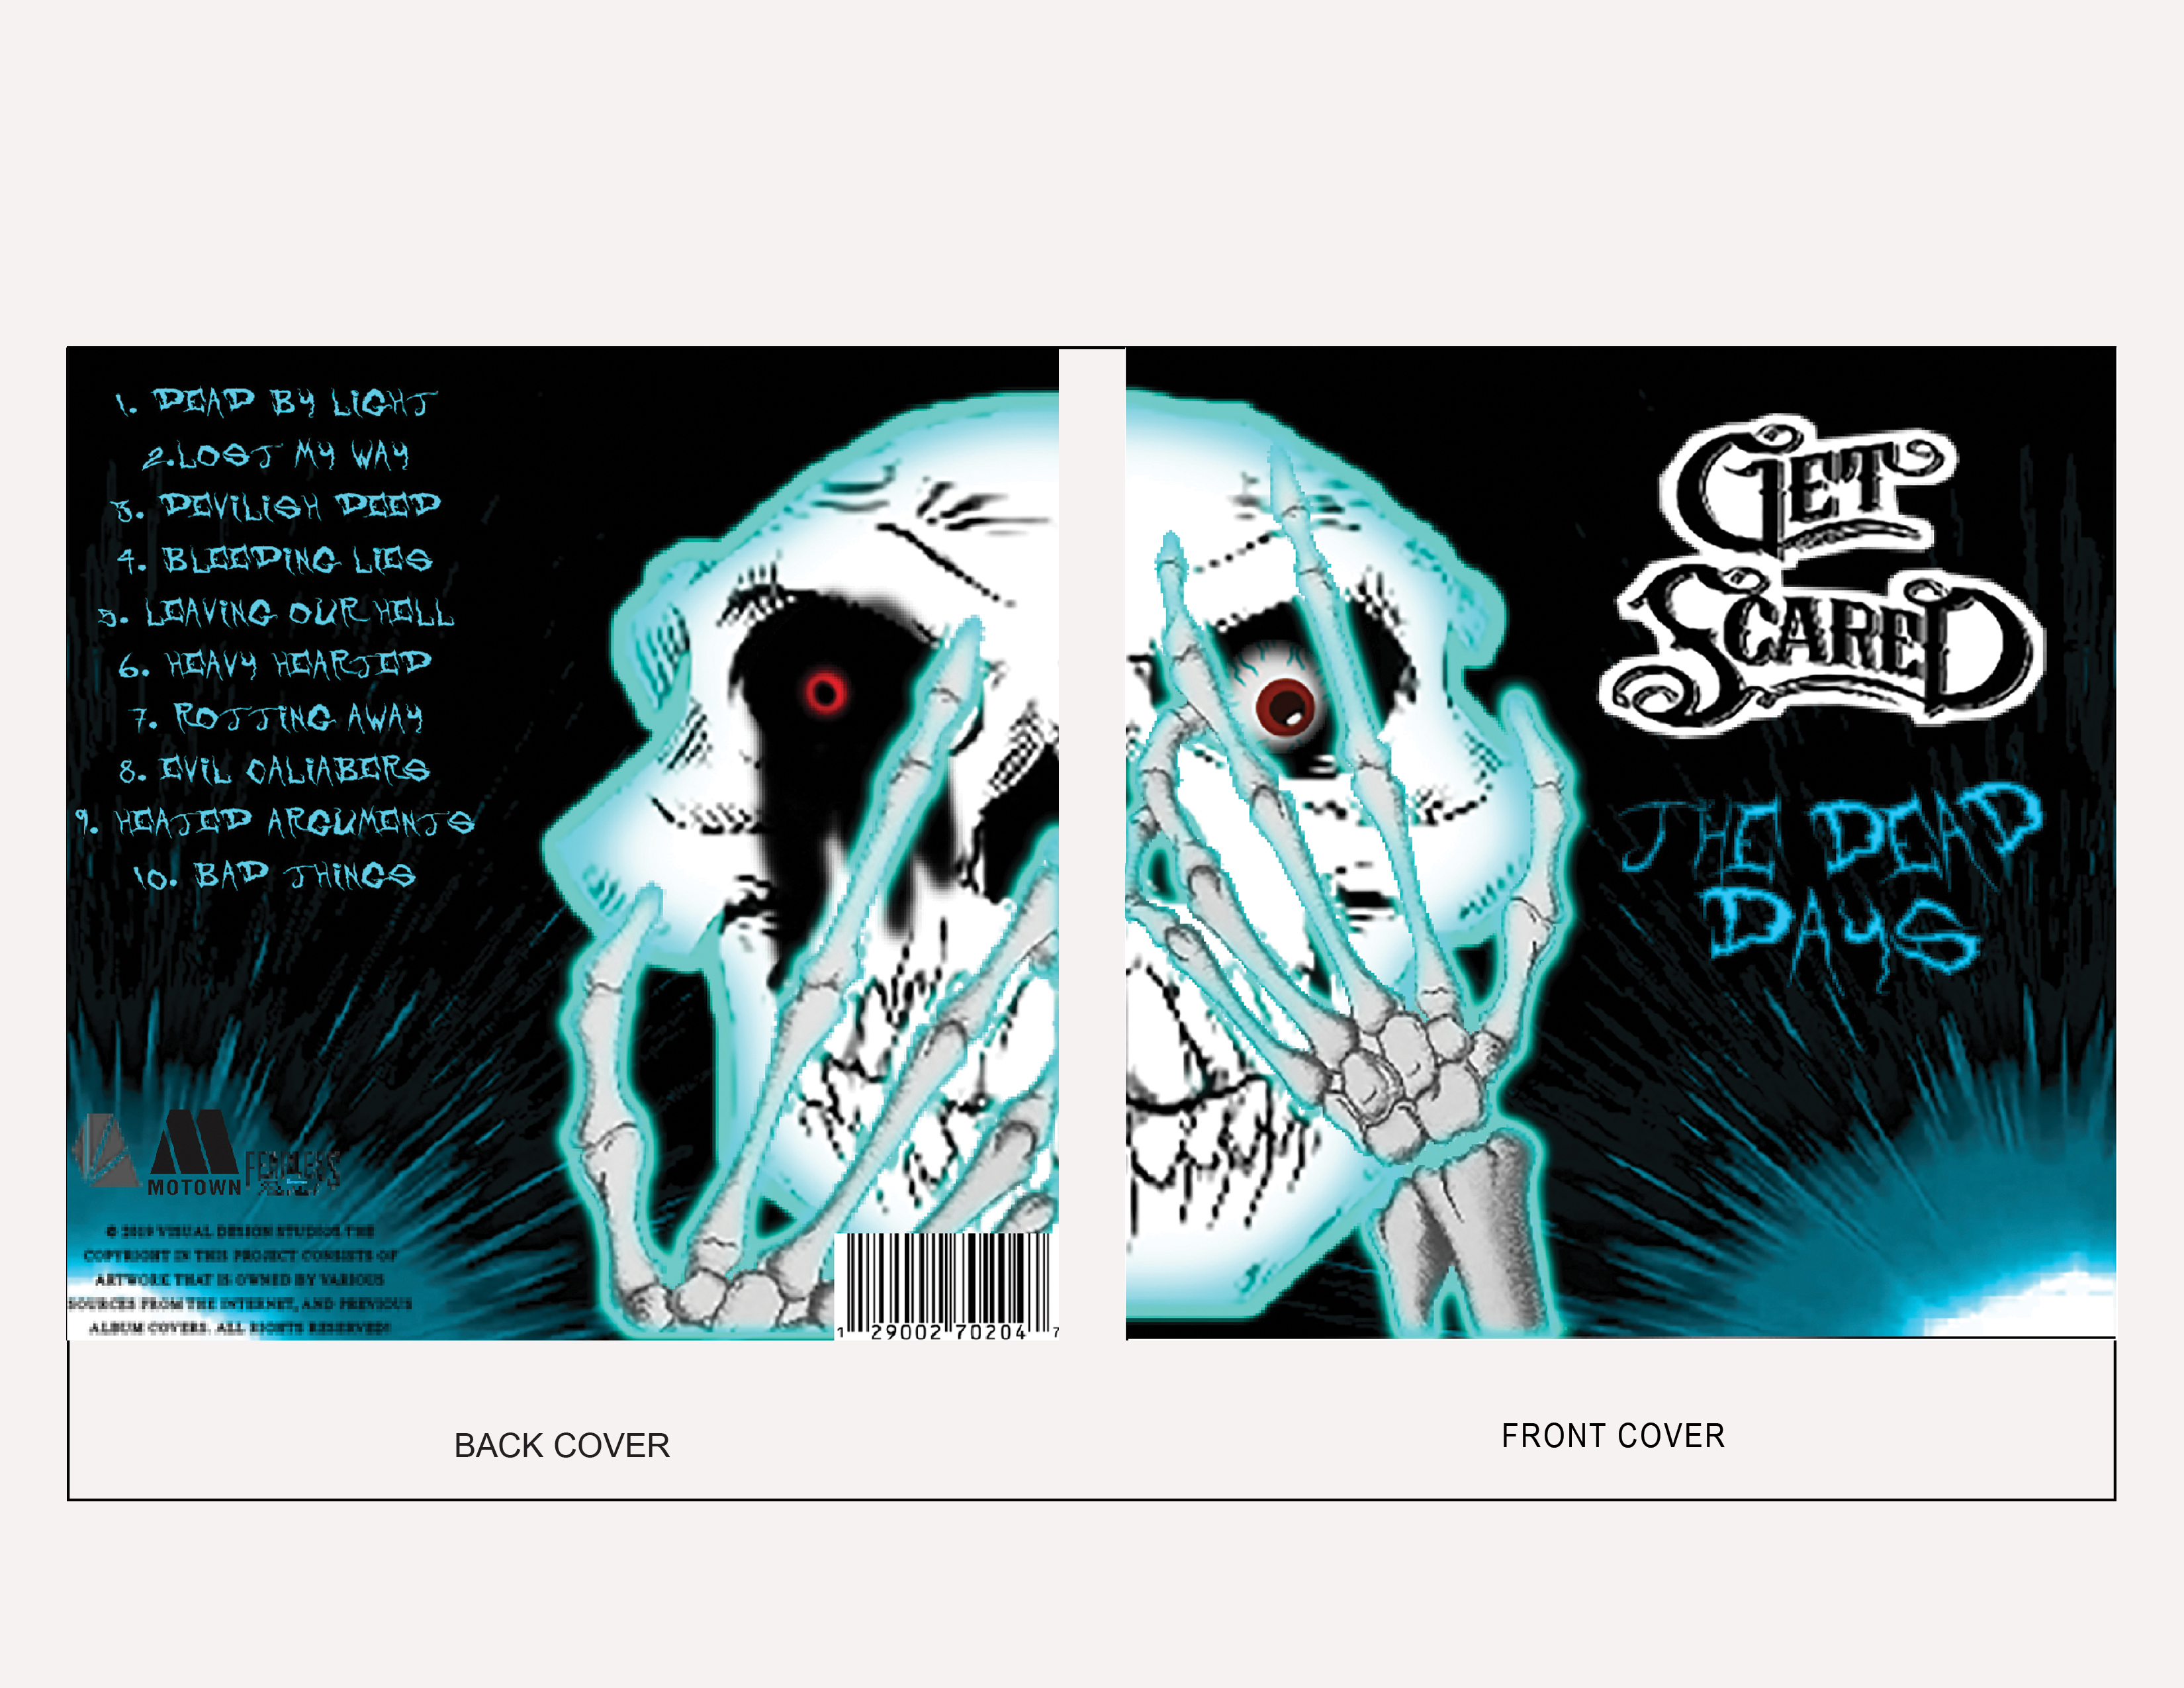 1. DEAD BY LIGHT
2.LOST MY WAY
3. DEVILISH DEED
4. BLEEDING LIES
5. LEAVING OUR HELL
6. HEAVY HEARTED
7. ROTTING AWAY
8. EVIL CALIABERS
9. HEATED ARGUMENTS
10. BAD THINGS
MOTOWN
© 2019 VISUAL DESIGN STUDIOS THE
COPYRIGHT IN THIS PROJECT CONSISTS OF
ARTWORK THAT IS OWNED BY VARIOUS
SOURCES FROM THE INTERNET, AND PREVIOUS
ALBUM COVERS. ALL RIGHTS RESERVED!
1 29002 70204 7
GET
SCARED
THE DEAD
DAYS
BACK COVER
FRONT COVER